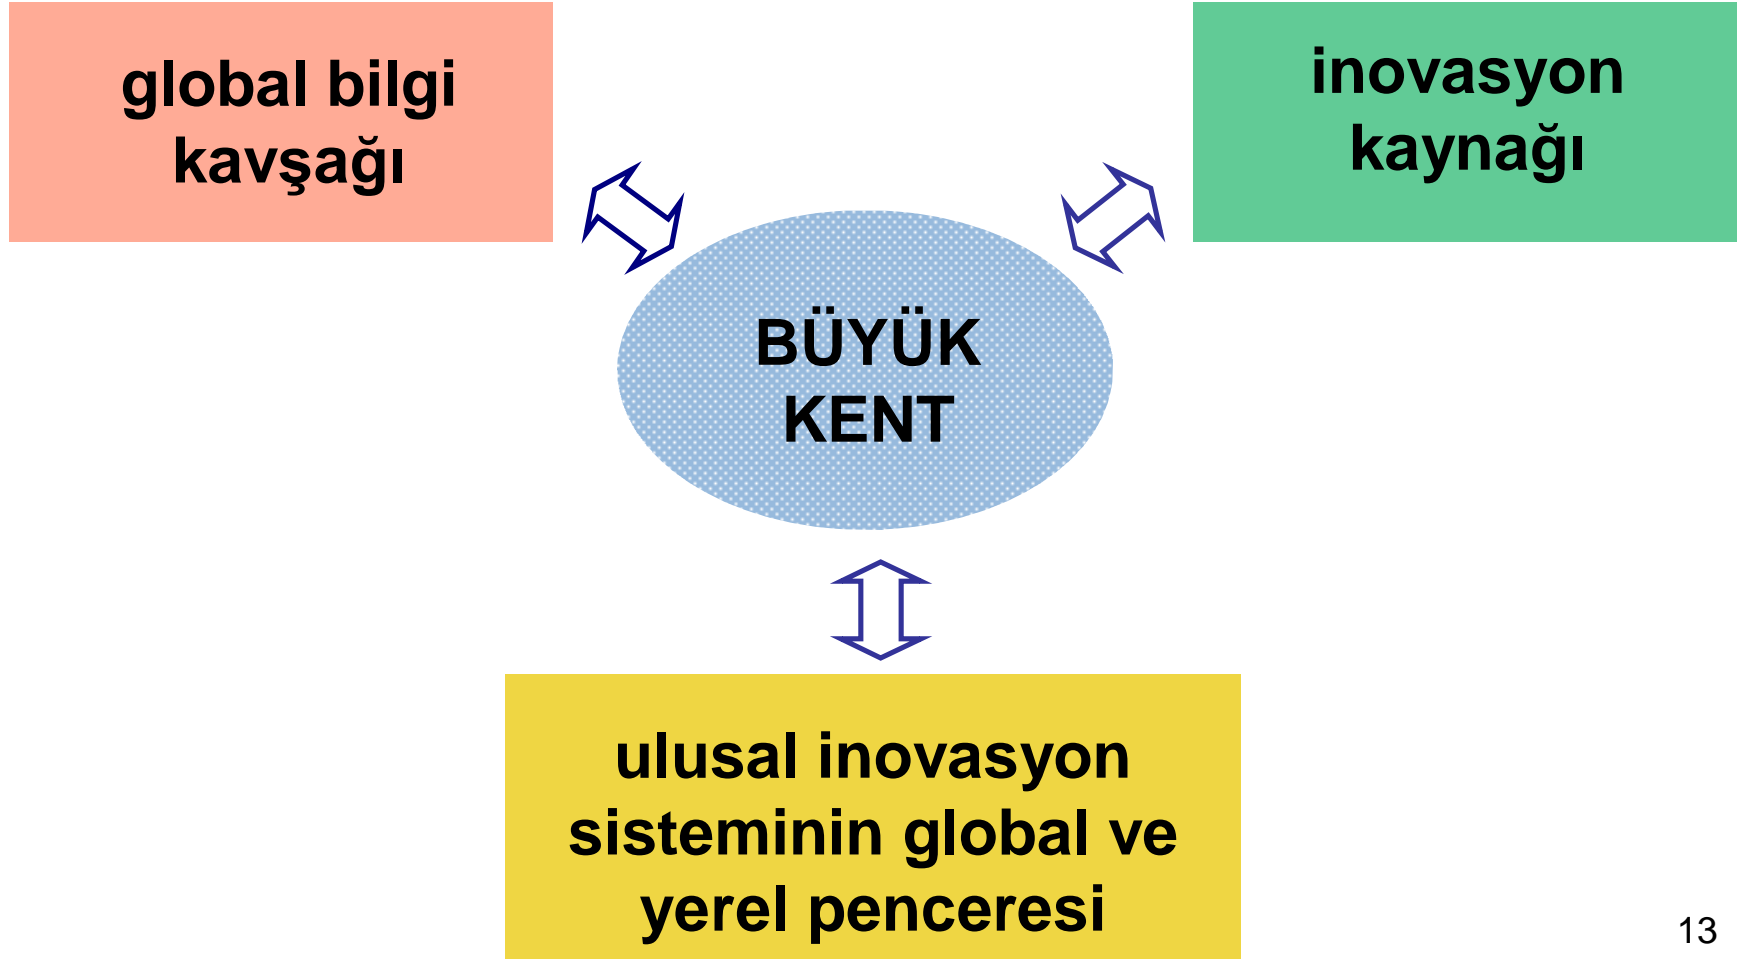 global bilgi
kavşağı
inovasyon
kaynağı
BÜYÜK
KENT
ulusal inovasyon
sisteminin global ve
yerel penceresi
13